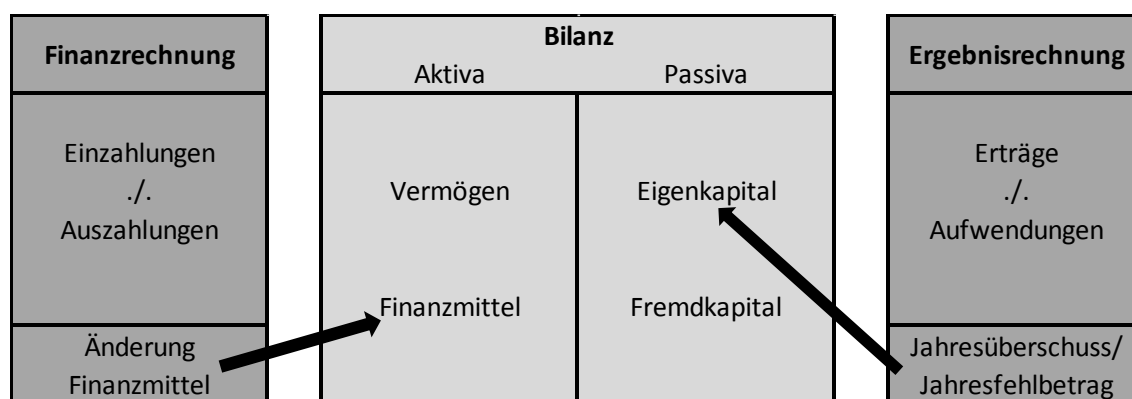 Finanzrechnung
Einzahlungen
./.
Auszahlungen
Änderung
Finanzmittel
Bilanz
Aktiva Passiva
Vermögen Eigenkapital
Finanzmittel Fremdkapital
Ergebnisrechnung
Erträge
./.
Aufwendungen
Jahresüberschuss/
Jahresfehlbetrag